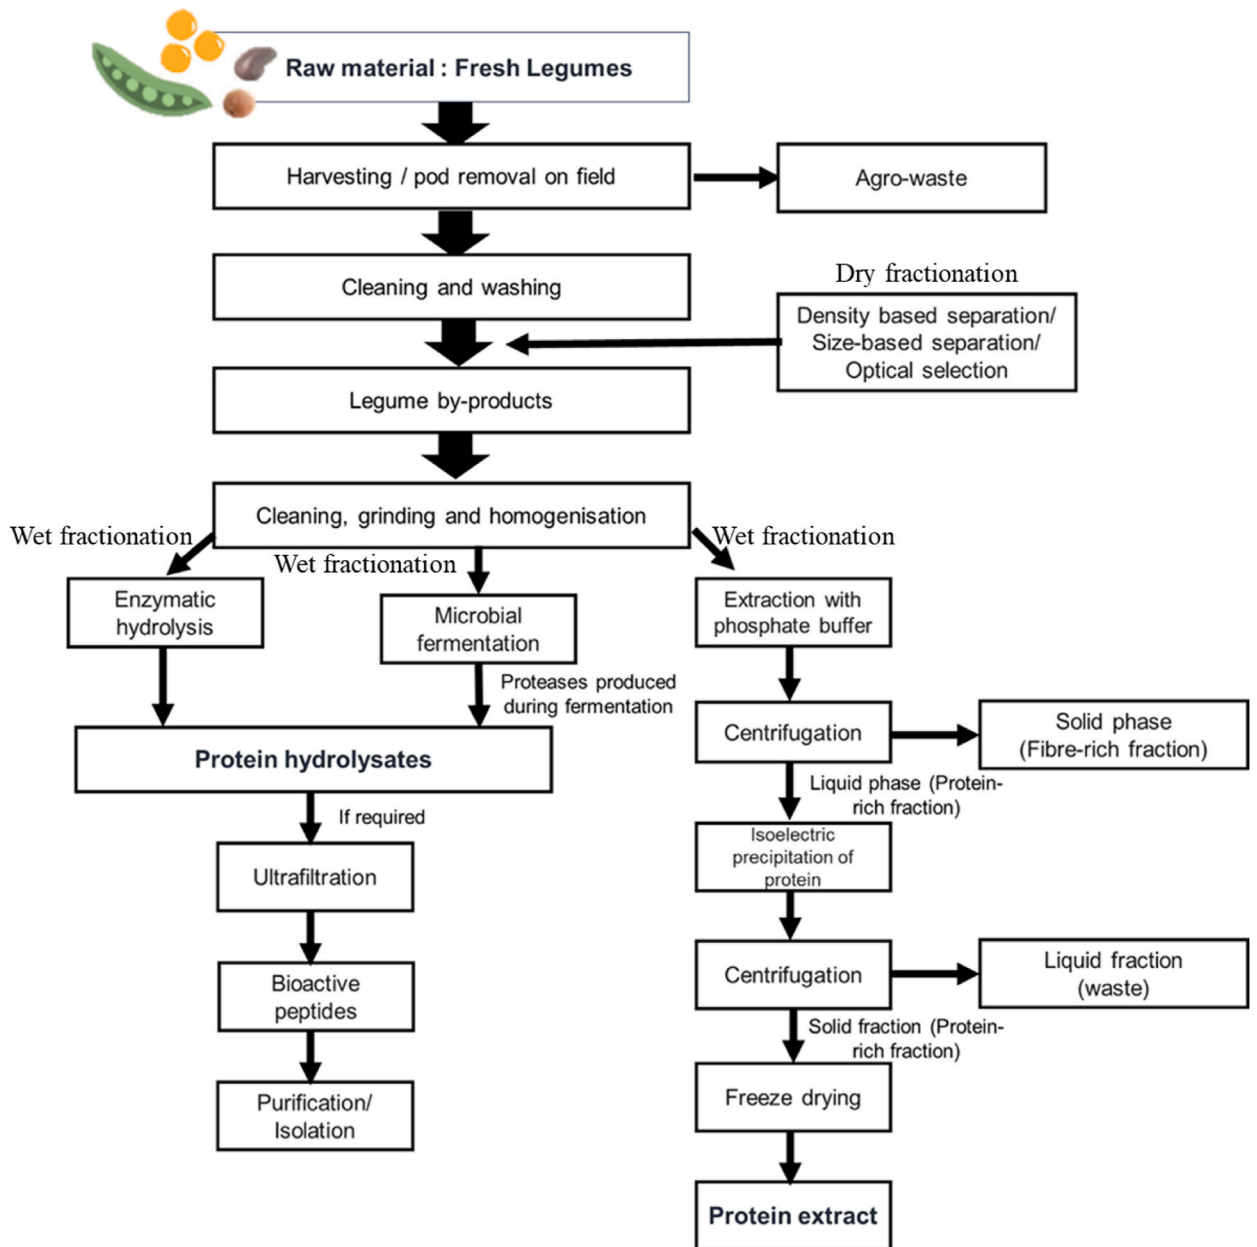 Raw material : Fresh Legumes
Harvesting / pod removal on field
Agro-waste
Cleaning and washing
Dry fractionation
Density based separation/
Size-based separation/
Optical selection
Legume by-products
Cleaning, grinding and homogenisation
Wet fractionation
Wet fractionation
Wet fractionation
Enzymatic
hydrolysis
Microbial
fermentation
Extraction with
phosphate buffer
Proteases produced
during fermentation
Centrifugation
Solid phase
(Fibre-rich fraction)
Protein hydrolysates
Liquid phase (Protein-
rich fraction)
If required
Isoelectric
precipitation of
protein
Ultrafiltration
Centrifugation
Liquid fraction
(waste)
Bioactive
peptides
Solid fraction (Protein-
rich fraction)
Freeze drying
Purification/
Isolation
Protein extract